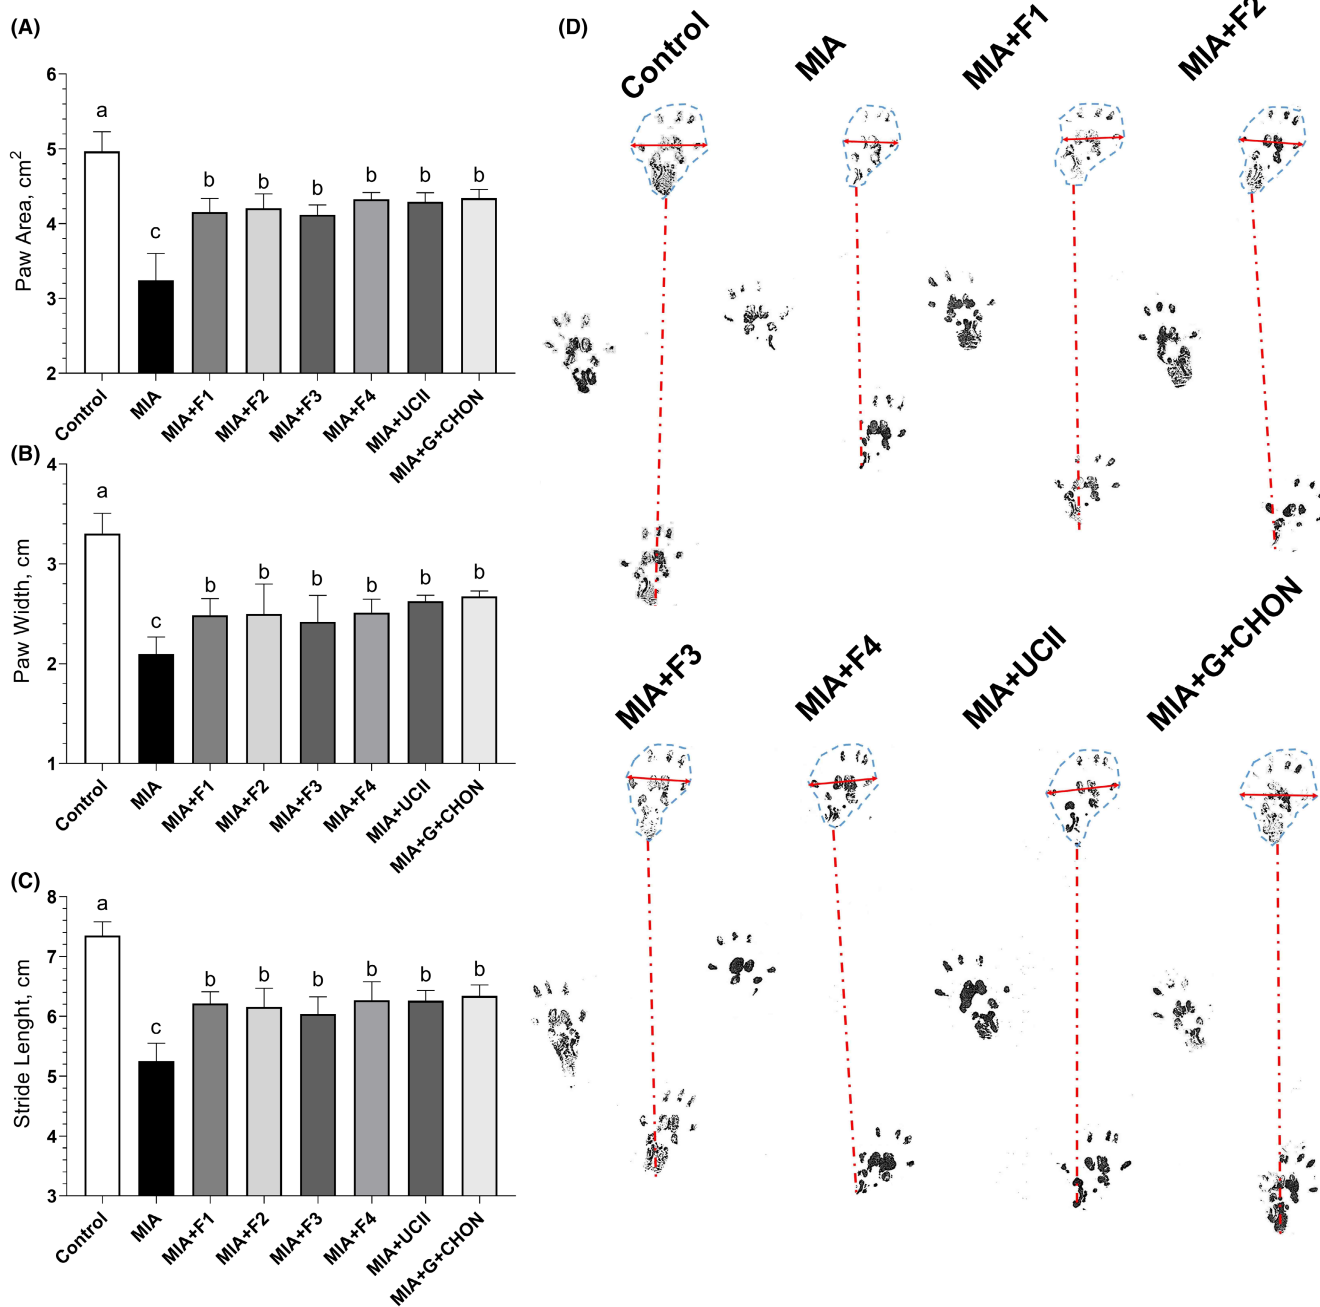 (A)
Paw Area, cm²
6
5
4
3
2
a
c
b
b
b
b
b
b
Control
MIA
MIA+F1
MIA+F2
MIA+F3
MIA+F4
MIA+UCII
MIA+G+CHON
(B)
Paw Width, cm
4
3
2
1
a
c
b
b
b
b
b
b
Control
MIA
MIA+F1
MIA+F2
MIA+F3
MIA+F4
MIA+UCII
MIA+G+CHON
(C)
Stride Lenght, cm
8
7
6
5
4
3
a
c
b
b
b
b
b
b
Control
MIA
MIA+F1
MIA+F2
MIA+F3
MIA+F4
MIA+UCII
MIA+G+CHON
(D)
Control
MIA
MIA+F1
MIA+F2
MIA+F3
MIA+F4
MIA+UCII
MIA+G+CHON